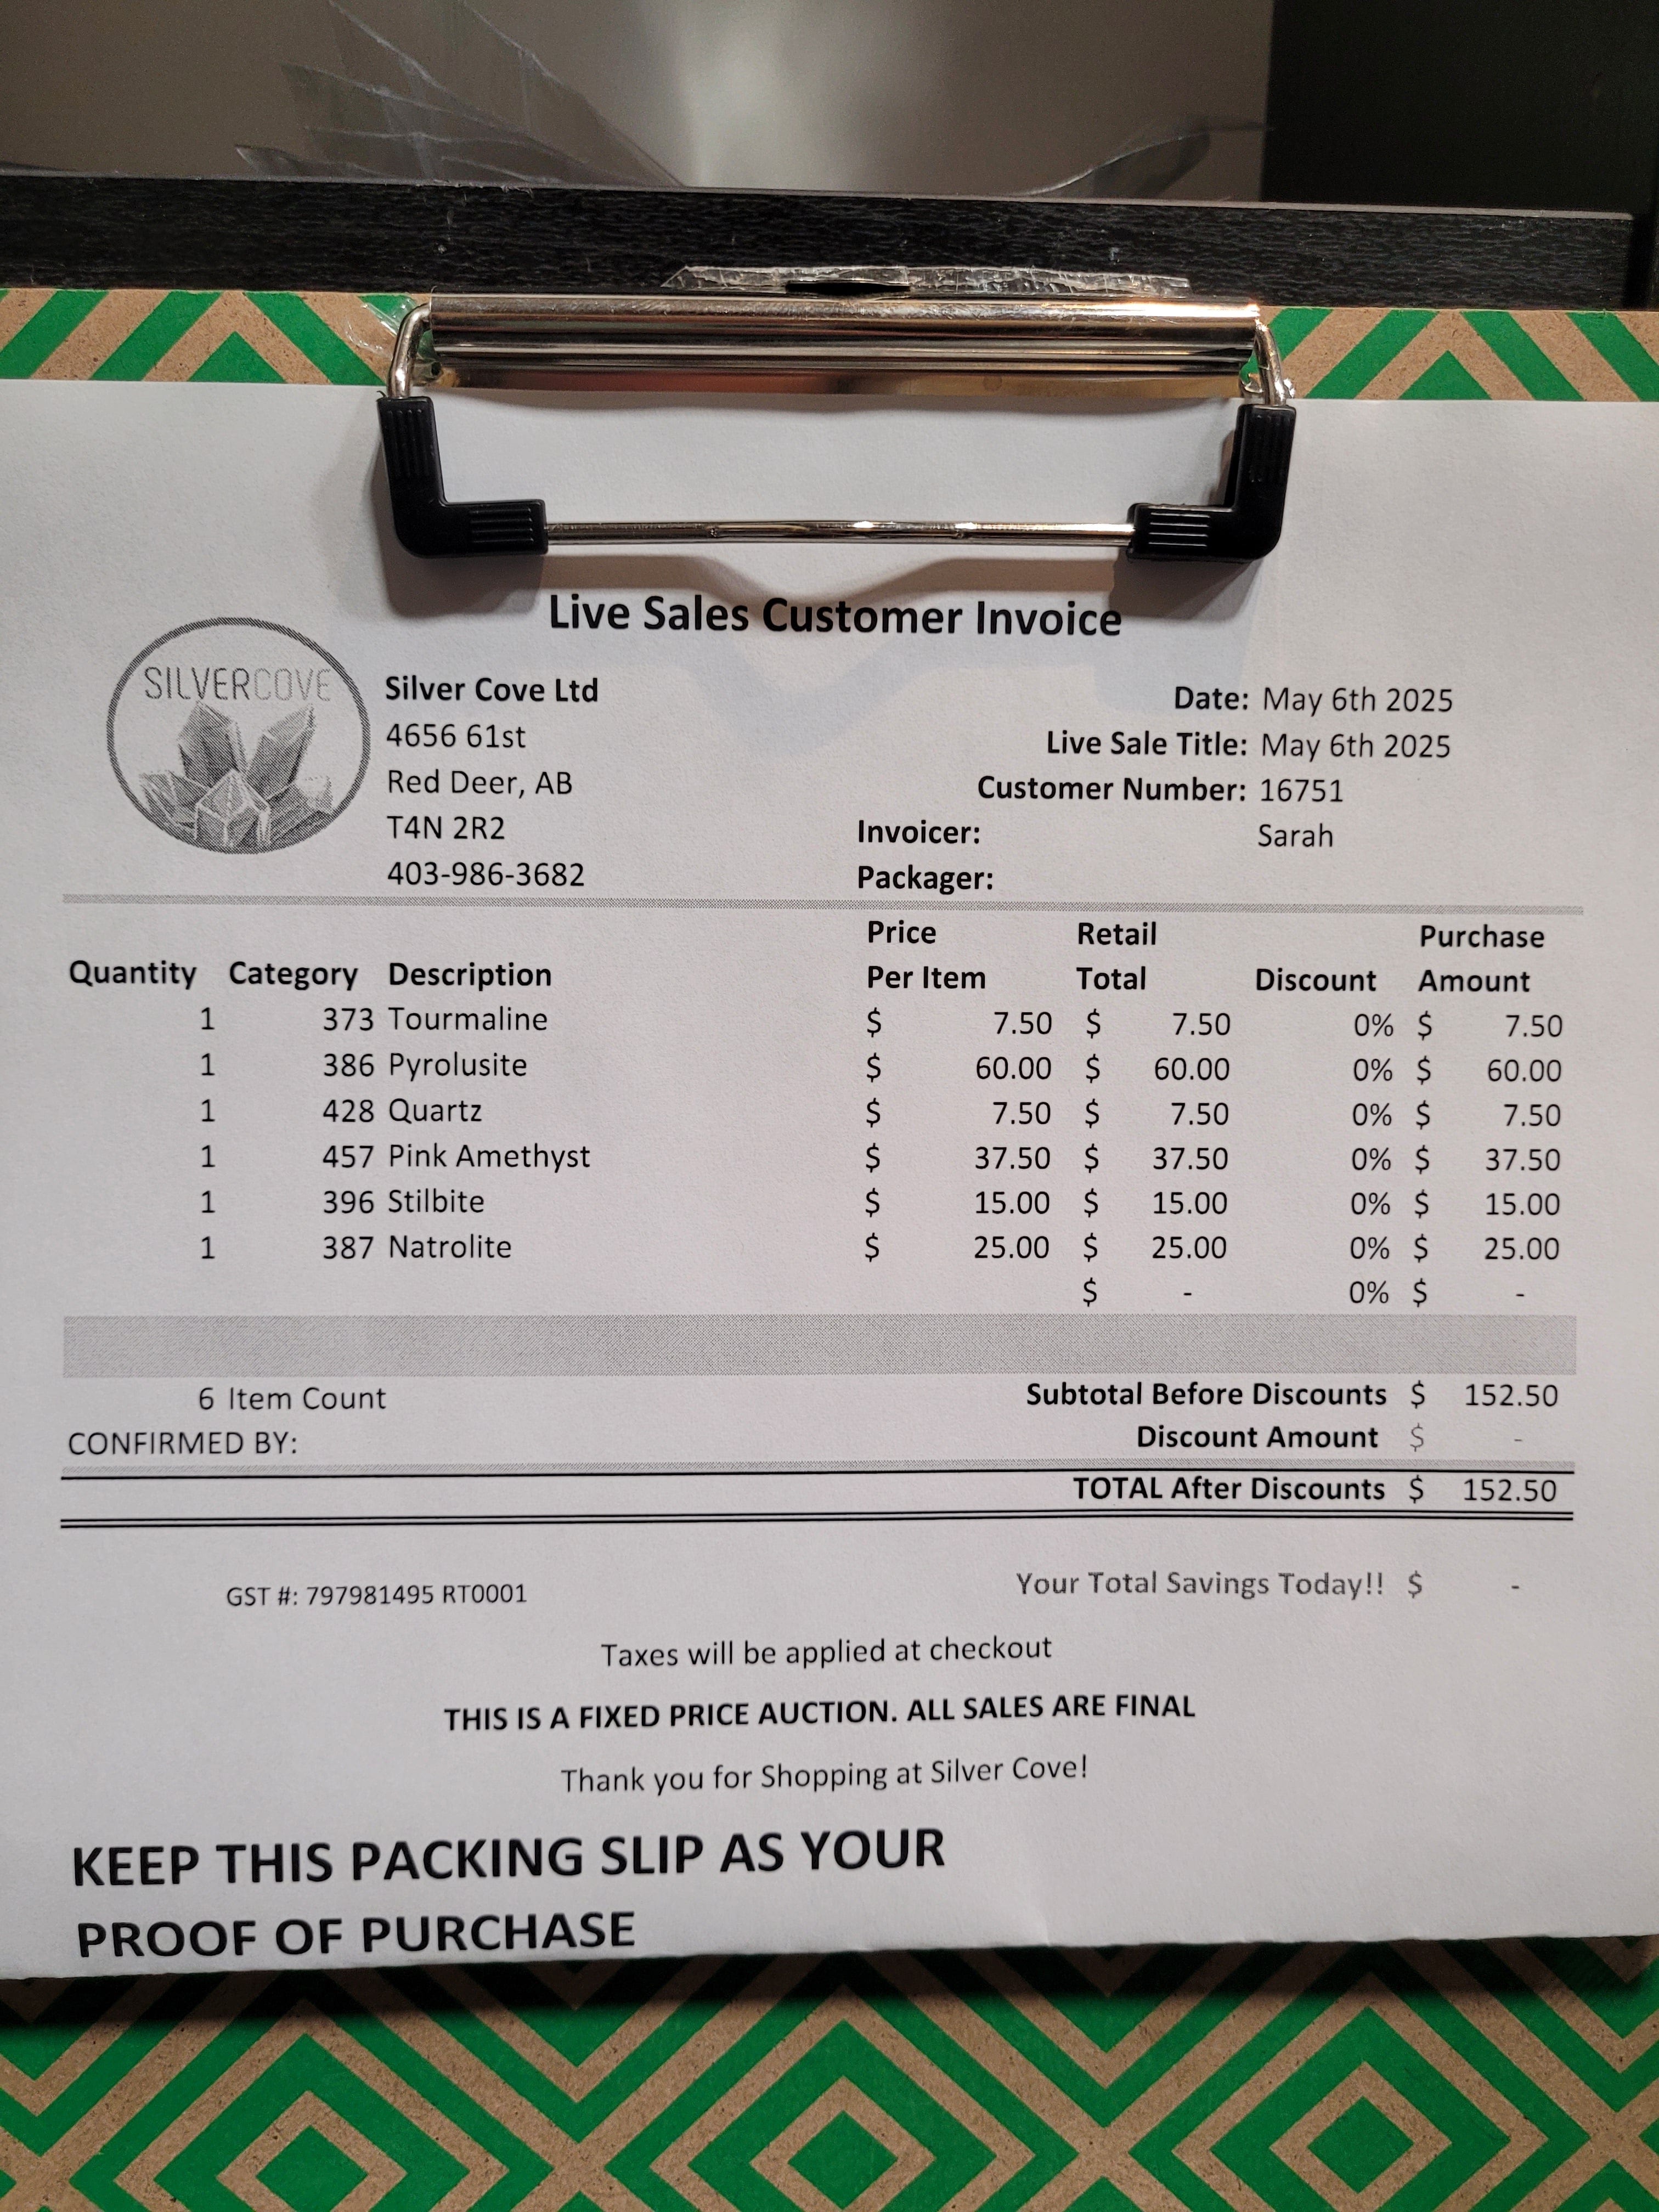 Live Sales Customer Invoice
SILVERCOVE
Silver Cove Ltd
4656 61st
Red Deer, AB
T4N 2R2
403-986-3682
Date: May 6th 2025
Live Sale Title: May 6th 2025
Customer Number: 16751
Invoicer: Sarah
Packager:
Quantity Category Description Price Per Item Retail Total Discount Purchase Amount
1 373 Tourmaline $ 7.50 $ 7.50 0% $ 7.50
1 386 Pyrolusite $ 60.00 $ 60.00 0% $ 60.00
1 428 Quartz $ 7.50 $ 7.50 0% $ 7.50
1 457 Pink Amethyst $ 37.50 $ 37.50 0% $ 37.50
1 396 Stilbite $ 15.00 $ 15.00 0% $ 15.00
1 387 Natrolite $ 25.00 $ 25.00 0% $ 25.00
$ - 0% $ -
6 Item Count Subtotal Before Discounts $ 152.50
CONFIRMED BY: Discount Amount $ -
TOTAL After Discounts $ 152.50
GST #: 797981495 RT0001 Your Total Savings Today!! $ -
Taxes will be applied at checkout
THIS IS A FIXED PRICE AUCTION. ALL SALES ARE FINAL
Thank you for Shopping at Silver Cove!
KEEP THIS PACKING SLIP AS YOUR
PROOF OF PURCHASE